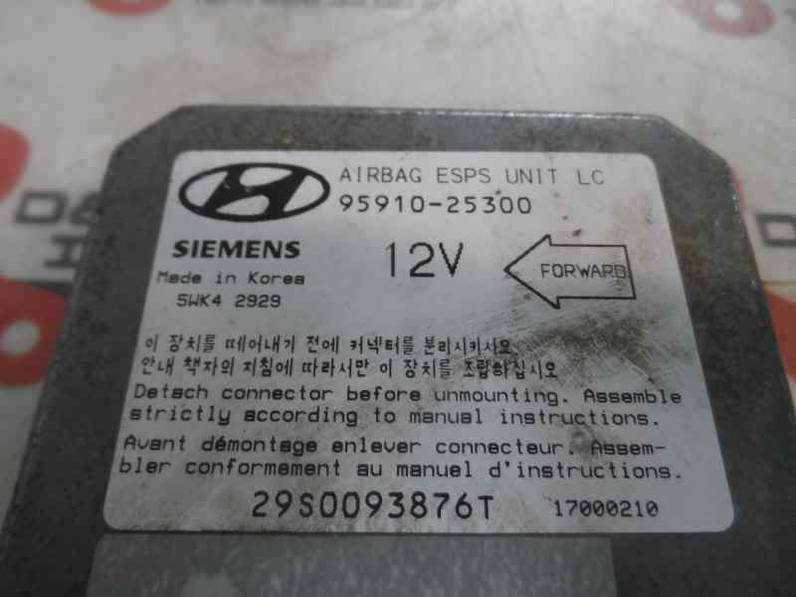 AIRBAG ESPS UNIT LC
95910-25300
SIEMENS
12V
FORWARD
Made in Korea
5WK4 2929
이 장치를 떼어내기 전에 커넥터를 분리시키시오
안내 책자의 지침에 따라서만 이 장치를 조립하십시오
Detach connector before unmounting. Assemble
strictly according to manual instructions.
Avant démontage enlever connecteur. Assem-
bler conformement au manuel d'instructions.
29S0093876T
17000210